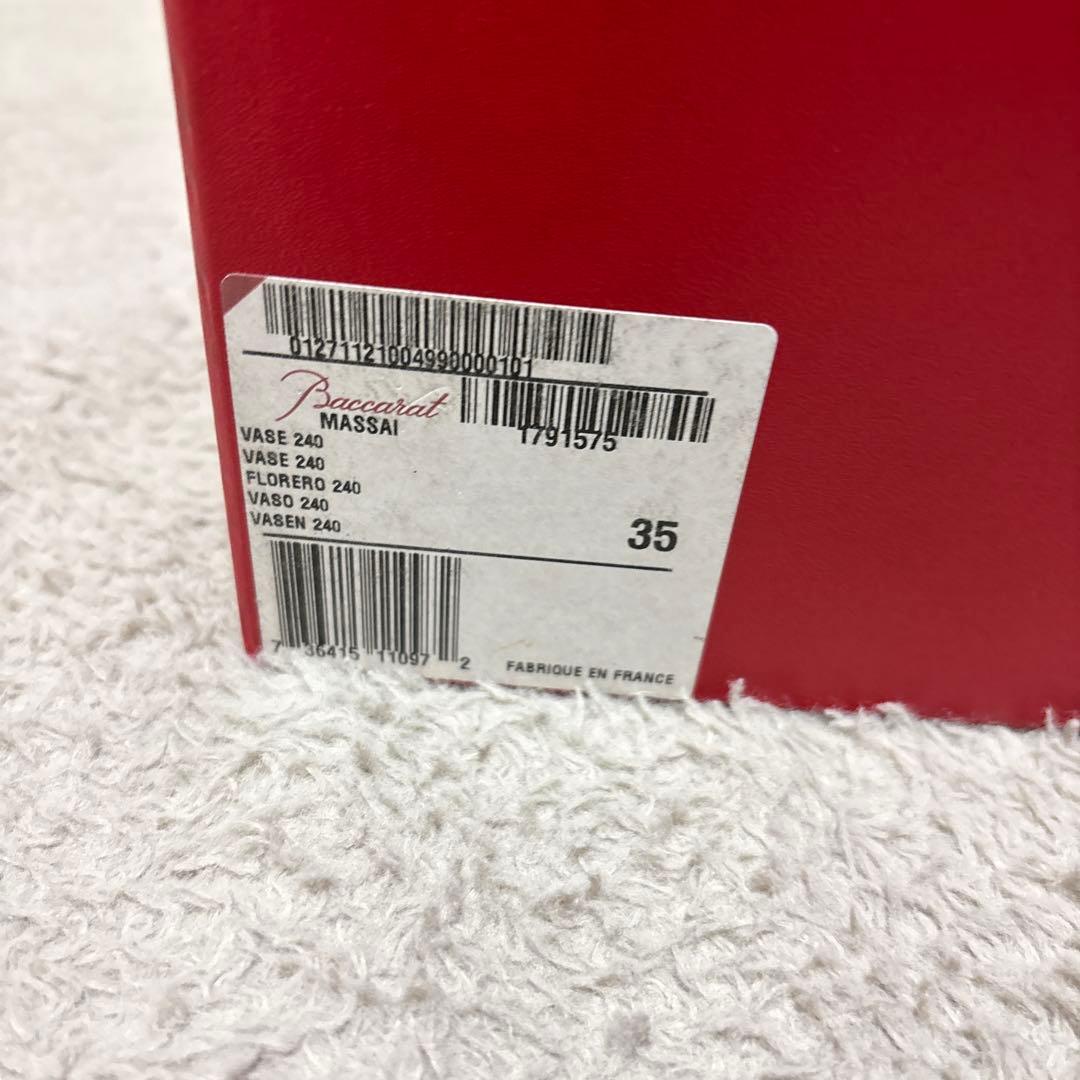 01271121004990000101
Baccarat
MASSAI
1791575
VASE 240
VASE 240
FLORERO 240
VASO 240
VASEN 240
35
7 36415 11097 2
FABRIQUE EN FRANCE